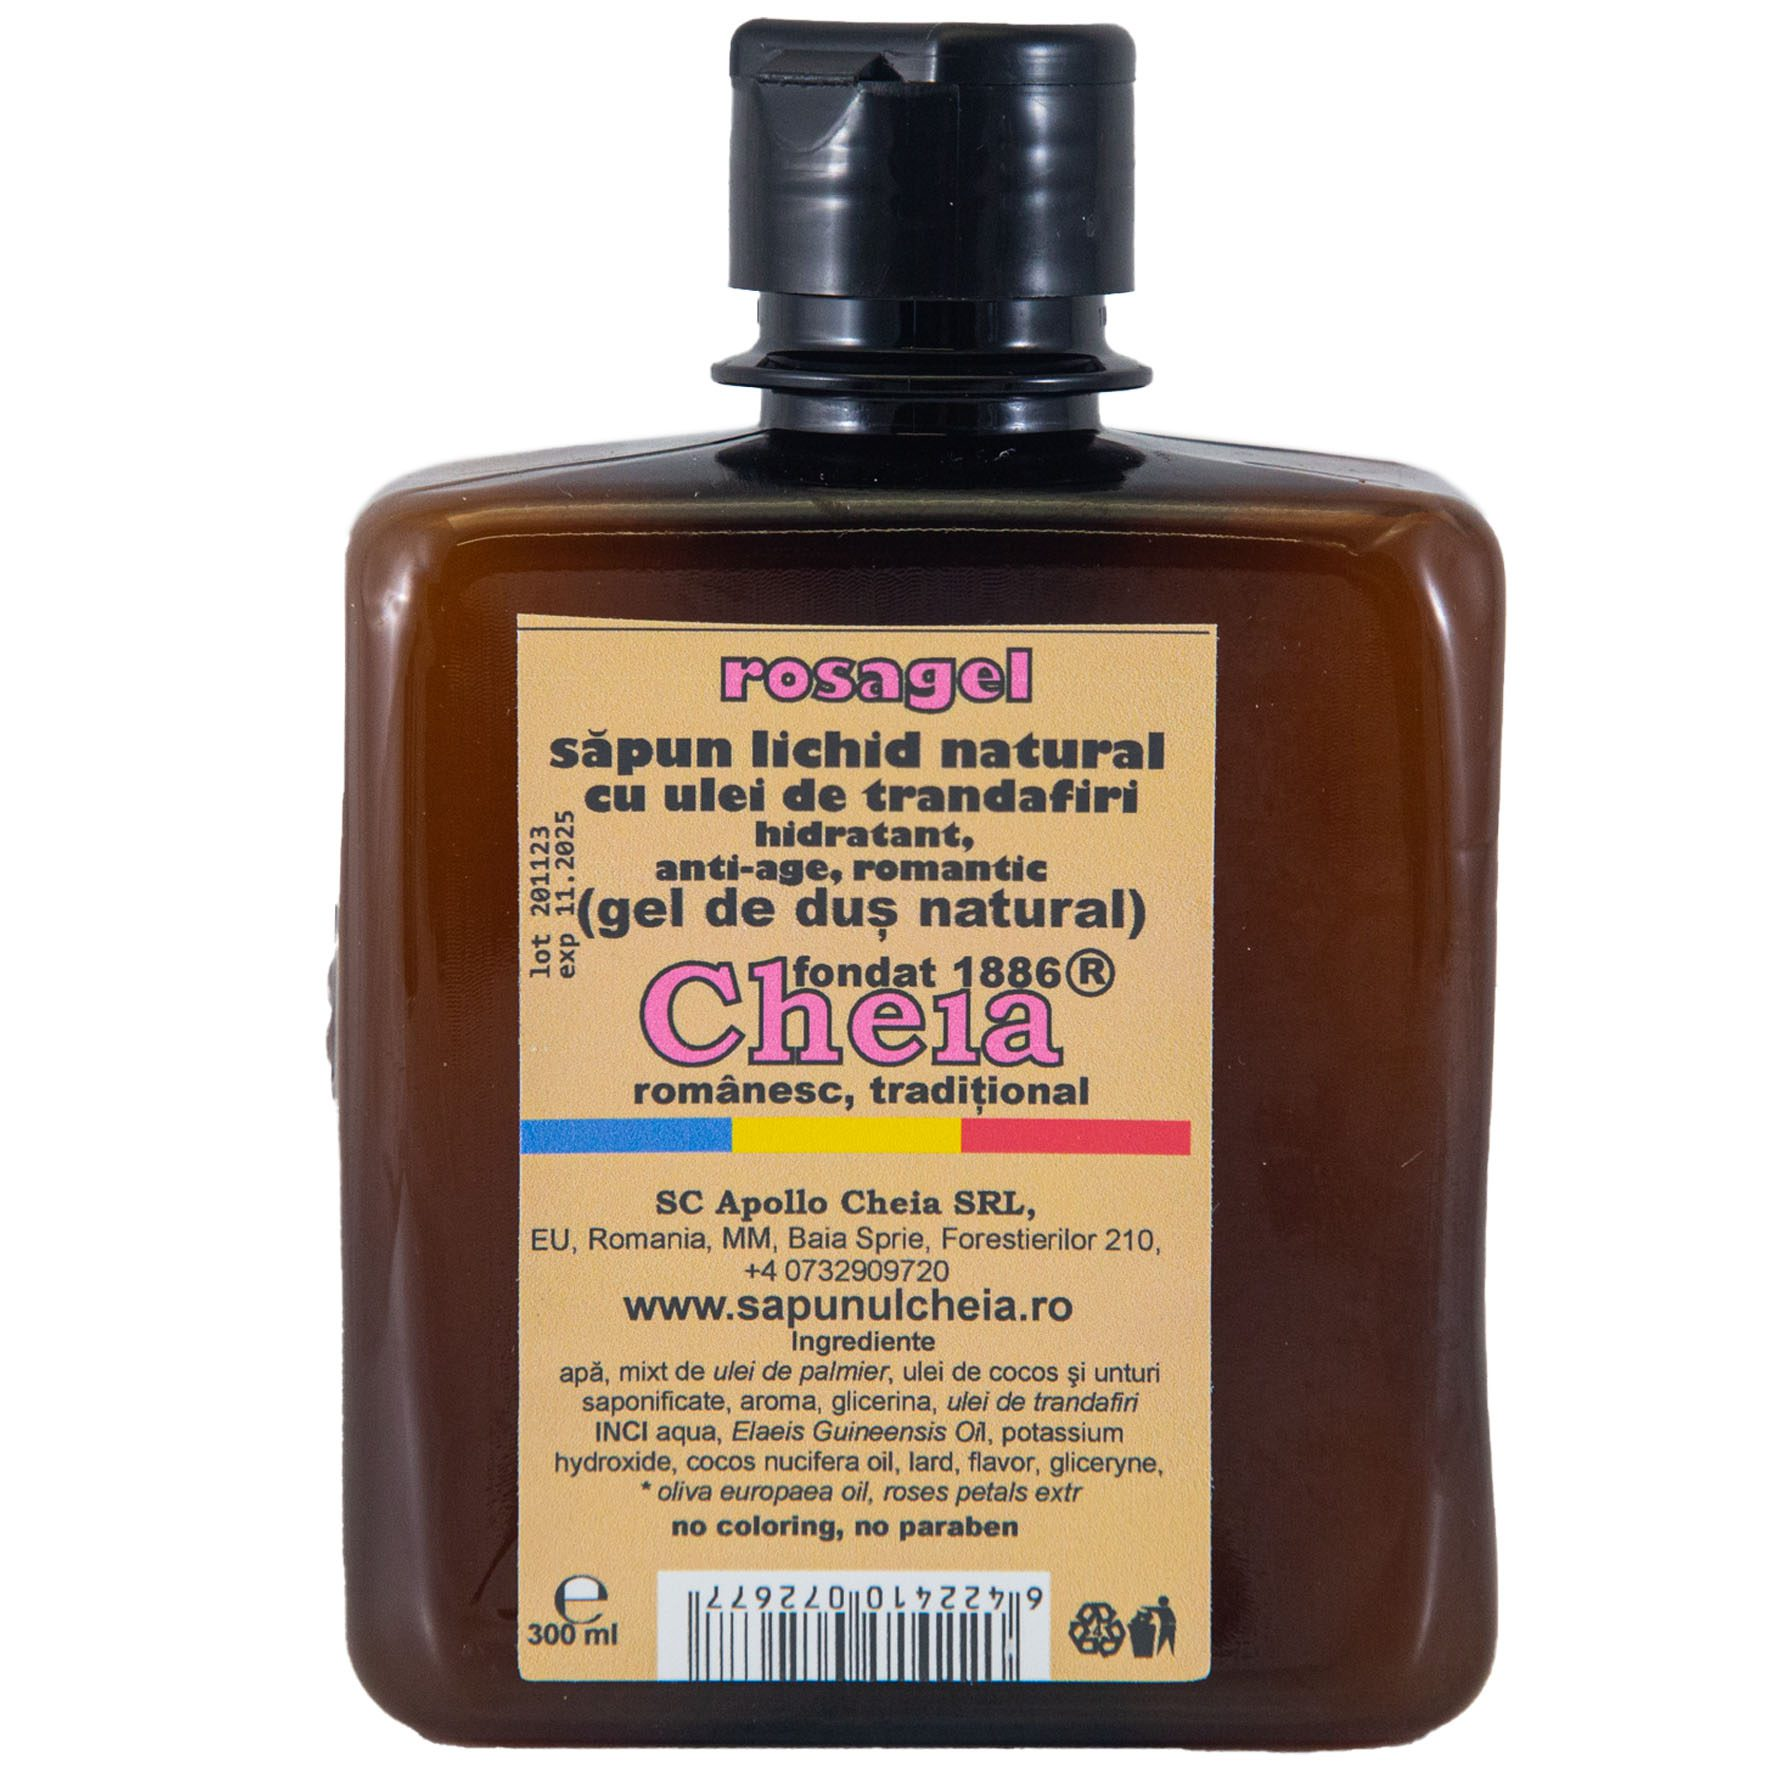 rosagel
săpun lichid natural
cu ulei de trandafiri
hidratant,
anti-age, romantic
(gel de duș natural)
lot 201123
exp 11.2025
fondat 1886®
Cheia
românesc, tradițional
SC Apollo Cheia SRL,
EU, Romania, MM, Baia Sprie, Forestierilor 210,
+4 0732909720
www.sapunulcheia.ro
Ingrediente
apă, mixt de ulei de palmier, ulei de cocos şi unturi
saponificate, aroma, glicerina, ulei de trandafiri
INCI aqua, Elaeis Guineensis Oil, potassium
hydroxide, cocos nucifera oil, lard, flavor, gliceryne,
* oliva europaea oil, roses petals extr
no coloring, no paraben
e
300 ml
6 422410 072677